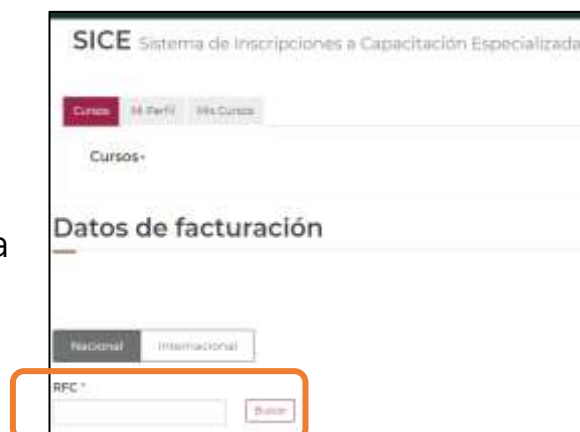 SICE Sistema de Inscripciones a Capacitación Especializada
Cursos Mi Perfil Mis Cursos
Cursos-
a
Datos de facturación
Nacional Internacional
RFC *
Buscar